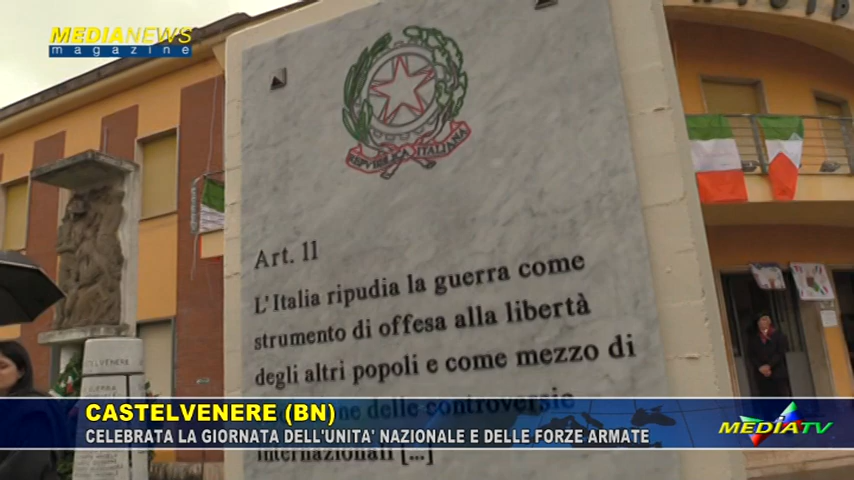 MEDIANEWS
magazine
REPVBBLICA ITALIANA
Art. 11
L'Italia ripudia la guerra come
strumento di offesa alla libertà
degli altri popoli e come mezzo di
delle controversie
internazionali [...]
CASTELVENERE (BN)
CELEBRATA LA GIORNATA DELL'UNITA' NAZIONALE E DELLE FORZE ARMATE
MEDIATV